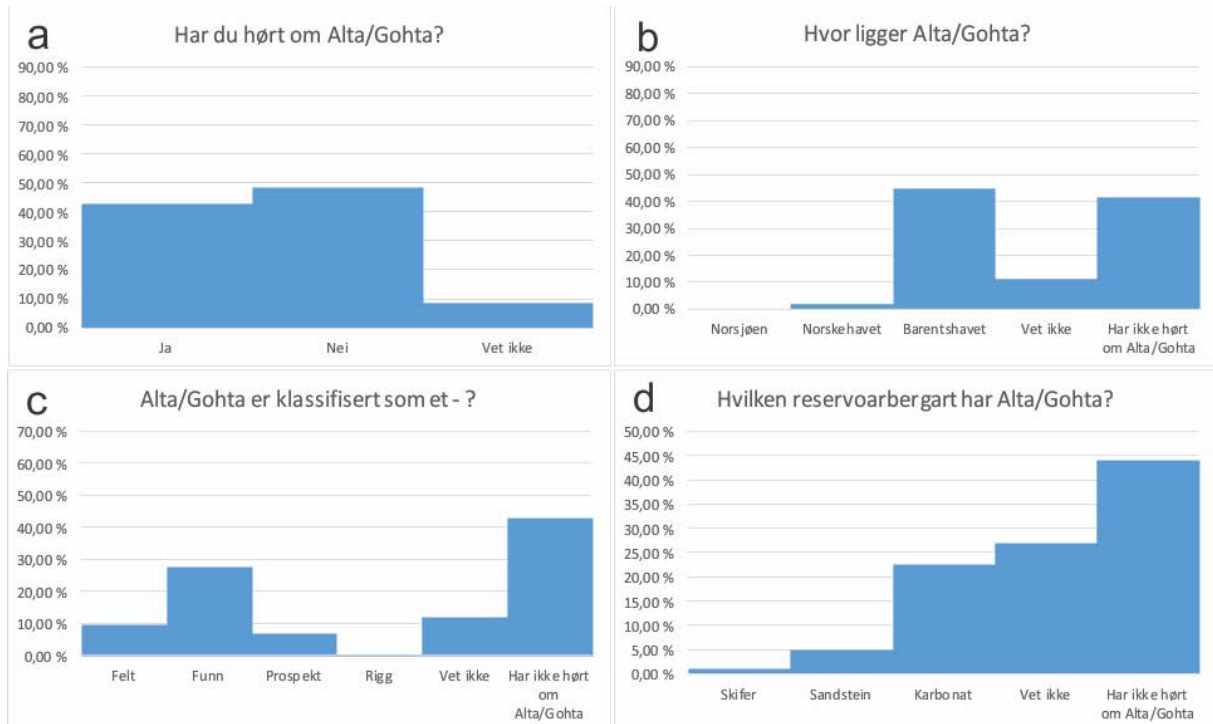 a
Har du hørt om Alta/Gohta?
90,00 %
80,00 %
70,00 %
60,00 %
50,00 %
40,00 %
30,00 %
20,00 %
10,00 %
0,00 %
Ja Nei Vet ikke
b
Hvor ligger Alta/Gohta?
90,00 %
80,00 %
70,00 %
60,00 %
50,00 %
40,00 %
30,00 %
20,00 %
10,00 %
0,00 %
Norsjøen Norskehavet Barentshavet Vet ikke Har ikke hørt
om Alta/Gohta
c
Alta/Gohta er klassifisert som et - ?
70,00 %
60,00 %
50,00 %
40,00 %
30,00 %
20,00 %
10,00 %
0,00 %
Felt Funn Prospekt Rigg Vet ikke Har ikke hørt
om
Alta/Gohta
d
Hvilken reservoarbergart har Alta/Gohta?
50,00 %
45,00 %
40,00 %
35,00 %
30,00 %
25,00 %
20,00 %
15,00 %
10,00 %
5,00 %
0,00 %
Skifer Sandstein Karbonat Vet ikke Har ikke hørt
om Alta/Gohta